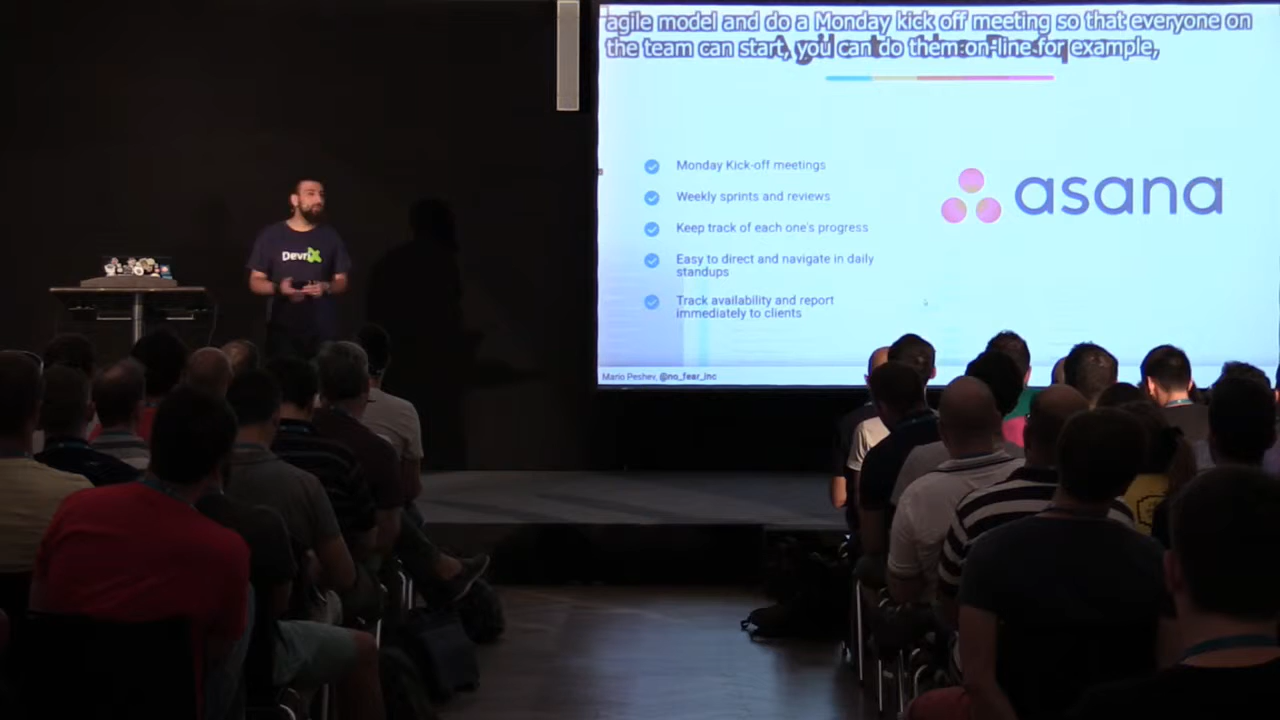 agile model and do a Monday kick off meeting so that everyone on
the team can start, you can do them on-line for example,
Monday Kick-off meetings
Weekly sprints and reviews
Keep track of each one's progress
Easy to direct and navigate in daily
standups
Track availability and report
immediately to clients
asana
Mario Peshev, @no_fear_inc
DevriX